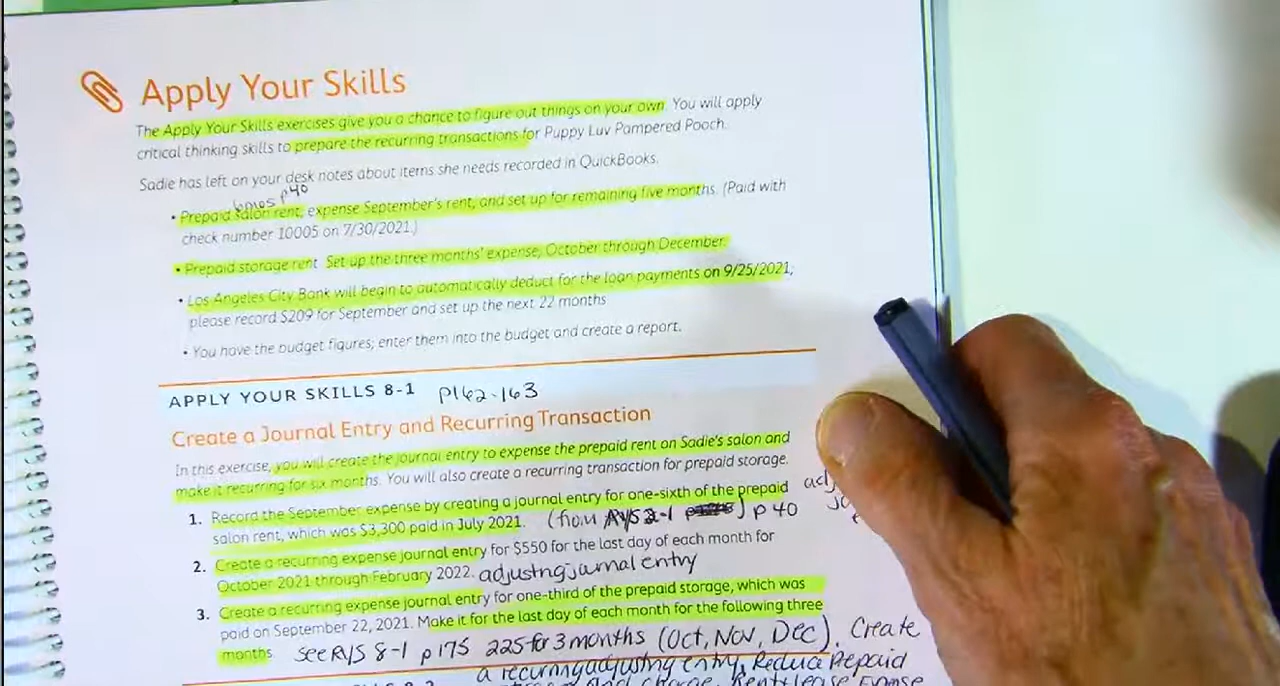 Apply Your Skills
The Apply Your Skills exercises give you a chance to figure out things on your own. You will apply
critical thinking skills to prepare the recurring transactions for Puppy Luv Pampered Pooch.
Sadie has left on your desk notes about items she needs recorded in QuickBooks.
6mos p40
• Prepaid salon rent, expense September's rent, and set up for remaining five months. (Paid with
check number 10005 on 7/30/2021.)
• Prepaid storage rent Set up the three months' expense, October through December.
• Los Angeles City Bank will begin to automatically deduct for the loan payments on 9/25/2021;
please record $209 for September and set up the next 22 months
• You have the budget figures; enter them into the budget and create a report.
APPLY YOUR SKILLS 8-1 p162-163
Create a Journal Entry and Recurring Transaction
In this exercise, you will create the journal entry to expense the prepaid rent on Sadie's salon and
make it recurring for six months. You will also create a recurring transaction for prepaid storage.
1. Record the September expense by creating a journal entry for one-sixth of the prepaid adj
salon rent, which was $3,300 paid in July 2021. (from AYS 2-1 ) p 40
2. Create a recurring expense journal entry for $550 for the last day of each month for
October 2021 through February 2022. adjustng journal entry
3. Create a recurring expense journal entry for one-third of the prepaid storage, which was
paid on September 22, 2021. Make it for the last day of each month for the following three
months. See RYS 8-1 p175 225 for 3 months (Oct, Nov, Dec). Create
a recurring adjusting entry, Reduce Prepaid
and charge Rent & lease Expense